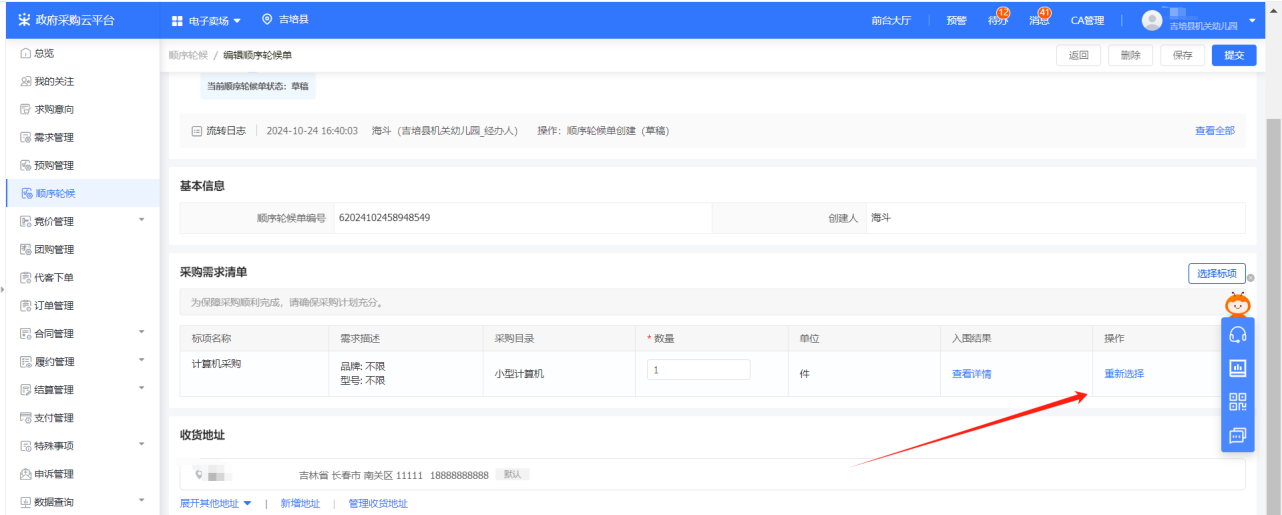 政府采购云平台
电子卖场
吉培县
前台大厅
预警
待办
12
消息
41
CA管理
吉培县机关幼儿园
总览
我的关注
求购意向
需求管理
预购管理
顺序轮候
竞价管理
团购管理
代客下单
订单管理
合同管理
履约管理
结算管理
支付管理
特殊事项
申诉管理
数据查询
顺序轮候 / 编辑顺序轮候单
返回
删除
保存
提交
当前顺序轮候单状态：草稿
流转日志 2024-10-24 16:40:03 海斗（吉培县机关幼儿园_经办人） 操作：顺序轮候单创建（草稿）
查看全部
基本信息
顺序轮候单编号 62024102458948549 创建人 海斗
采购需求清单
选择标项
为保障采购顺利完成，请确保采购计划充分。
标项名称 需求描述 采购目录 * 数量 单位 入围结果 操作
计算机采购 品牌: 不限
型号: 不限
小型计算机 1 件 查看详情 重新选择
收货地址
吉林省 长春市 南关区 11111 18888888888 默认
展开其他地址 | 新增地址 | 管理收货地址